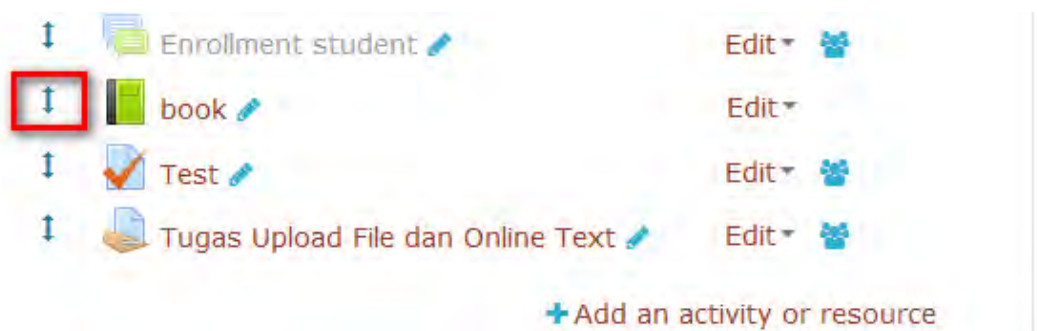 Enrollment student Edit
book Edit
Test Edit
Tugas Upload File dan Online Text Edit
Add an activity or resource